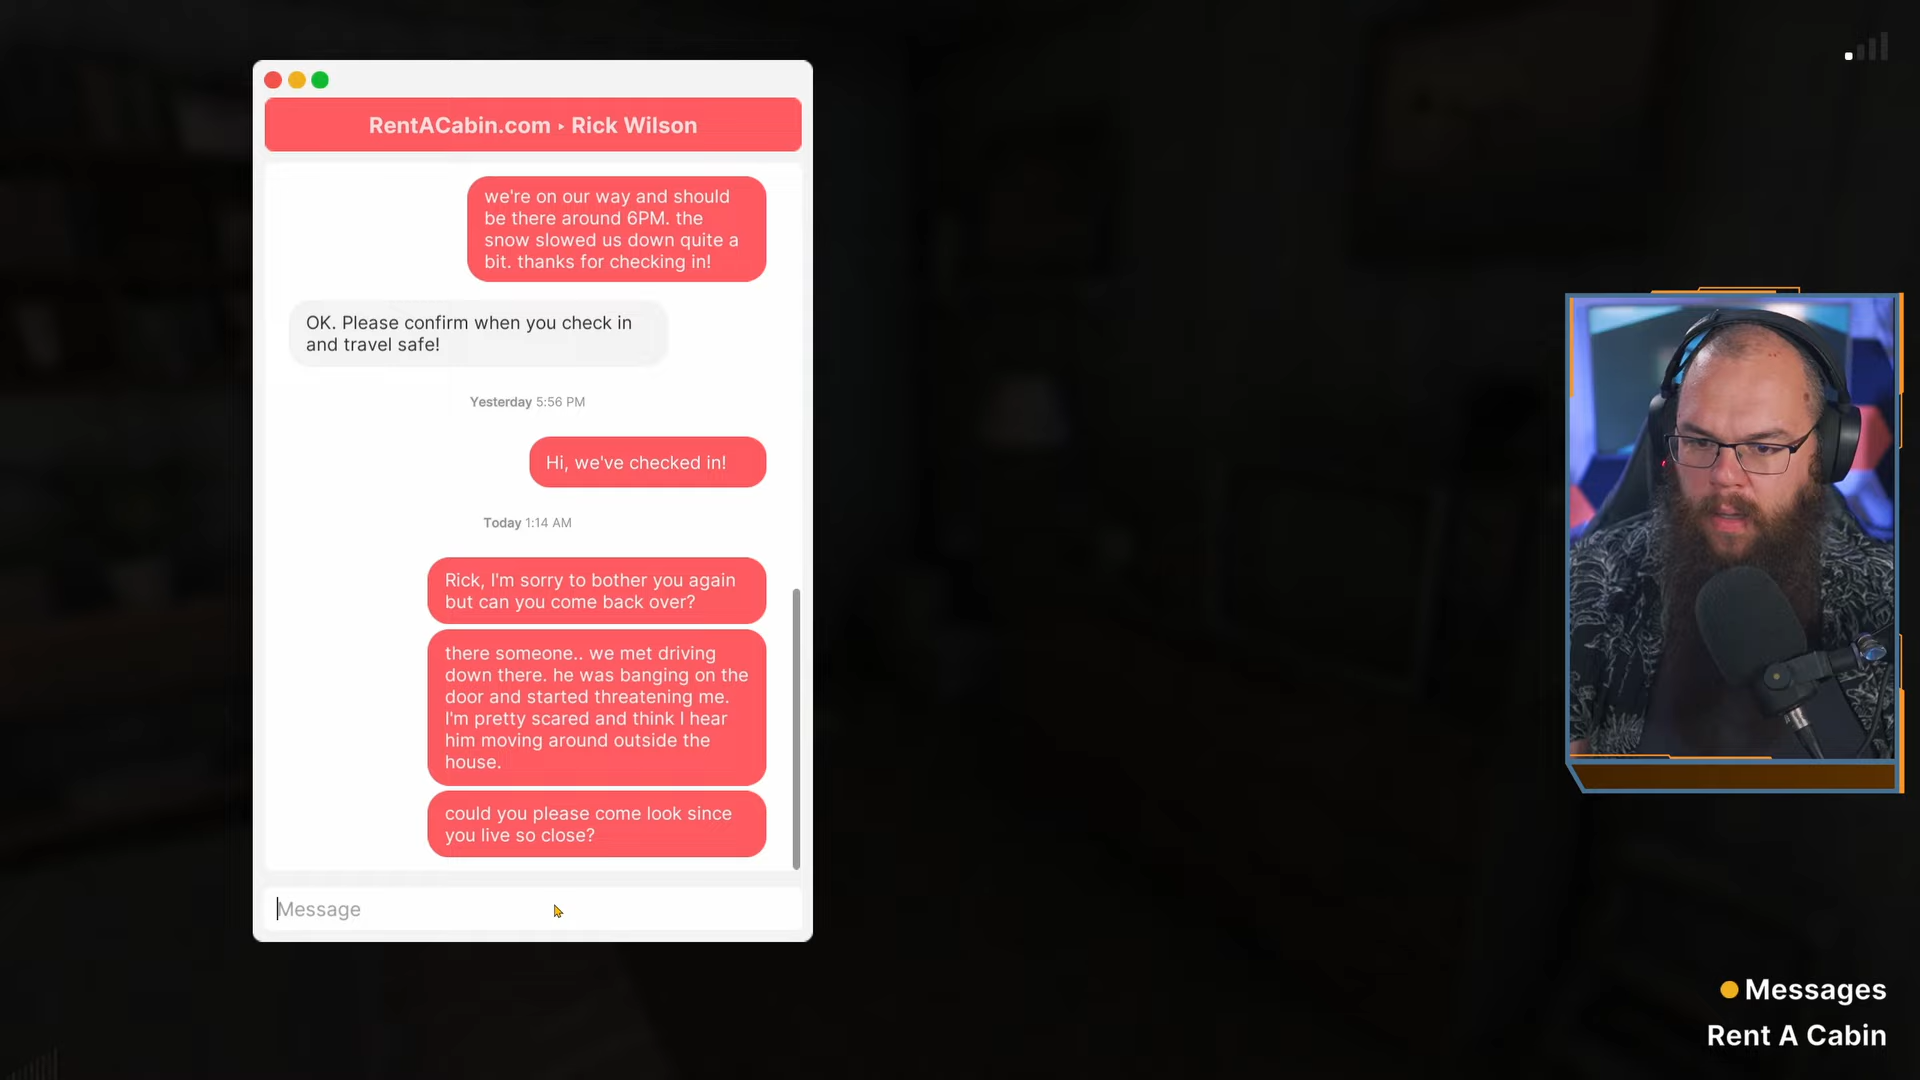 RentACabin.com ▸ Rick Wilson
we're on our way and should
be there around 6PM. the
snow slowed us down quite a
bit. thanks for checking in!
OK. Please confirm when you check in
and travel safe!
Yesterday 5:56 PM
Hi, we've checked in!
Today 1:14 AM
Rick, I'm sorry to bother you again
but can you come back over?
there someone.. we met driving
down there. he was banging on the
door and started threatening me.
I'm pretty scared and think I hear
him moving around outside the
house.
could you please come look since
you live so close?
Message
Messages
Rent A Cabin